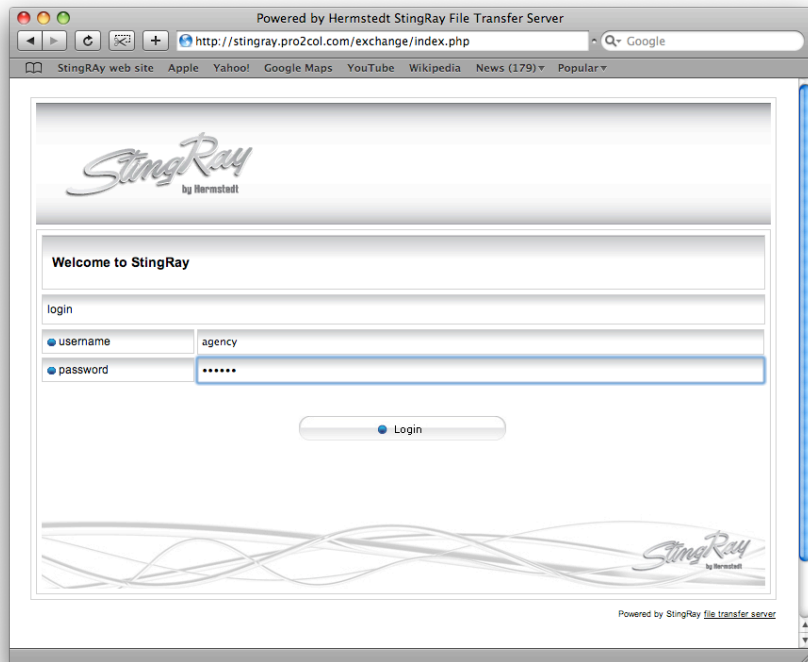 Powered by Hermstedt StingRay File Transfer Server
http://stingray.pro2col.com/exchange/index.php
Google
StingRAy web site Apple Yahoo! Google Maps YouTube Wikipedia News (179) Popular
StingRay
by Hermstedt
Welcome to StingRay
login
username agency
password ••••••
Login
StingRay
by Hermstedt
Powered by StingRay file transfer server